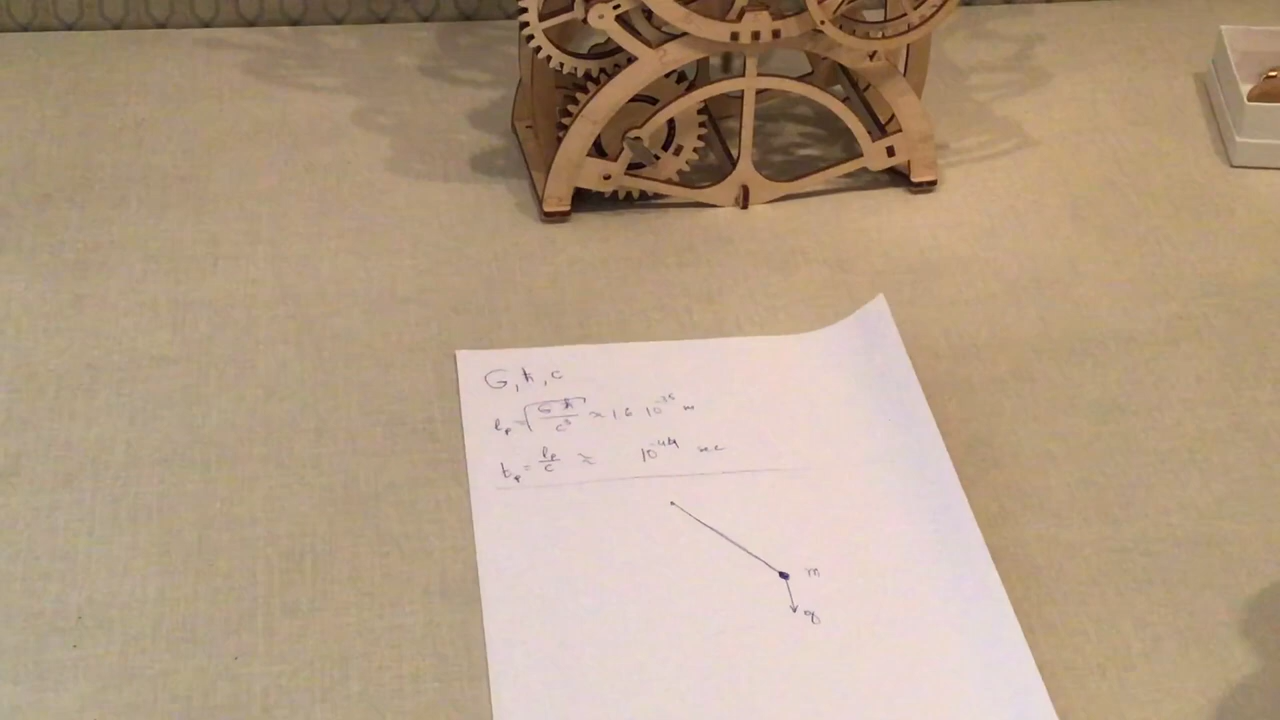 G, ħ, c
lₚ = √(Għ/c³) ≈ 1.6 10⁻³⁵ m
tₚ = lₚ/c ≈ 10⁻⁴⁴ sec
m
g